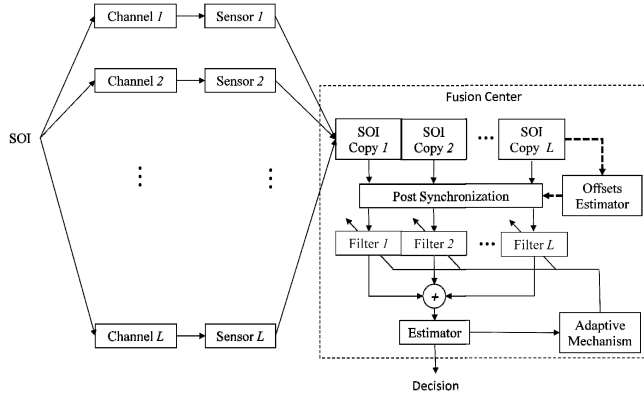 Channel 1
Sensor 1
Channel 2
Sensor 2
Fusion Center
SOI
SOI
Copy 1
SOI
Copy 2
...
SOI
Copy L
Offsets
Estimator
Post Synchronization
Filter 1
Filter 2
...
Filter L
+
Channel L
Sensor L
Estimator
Adaptive
Mechanism
Decision